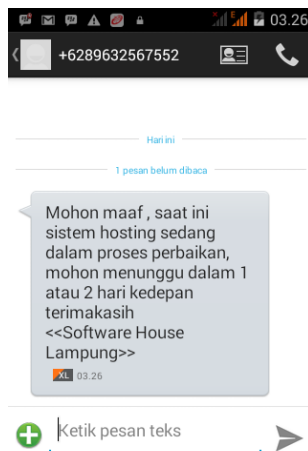 03.26
+6289632567552
Hari ini
1 pesan belum dibaca
Mohon maaf , saat ini
sistem hosting sedang
dalam proses perbaikan,
mohon menunggu dalam 1
atau 2 hari kedepan
terimakasih
<<Software House
Lampung>>
XL 03.26
Ketik pesan teks